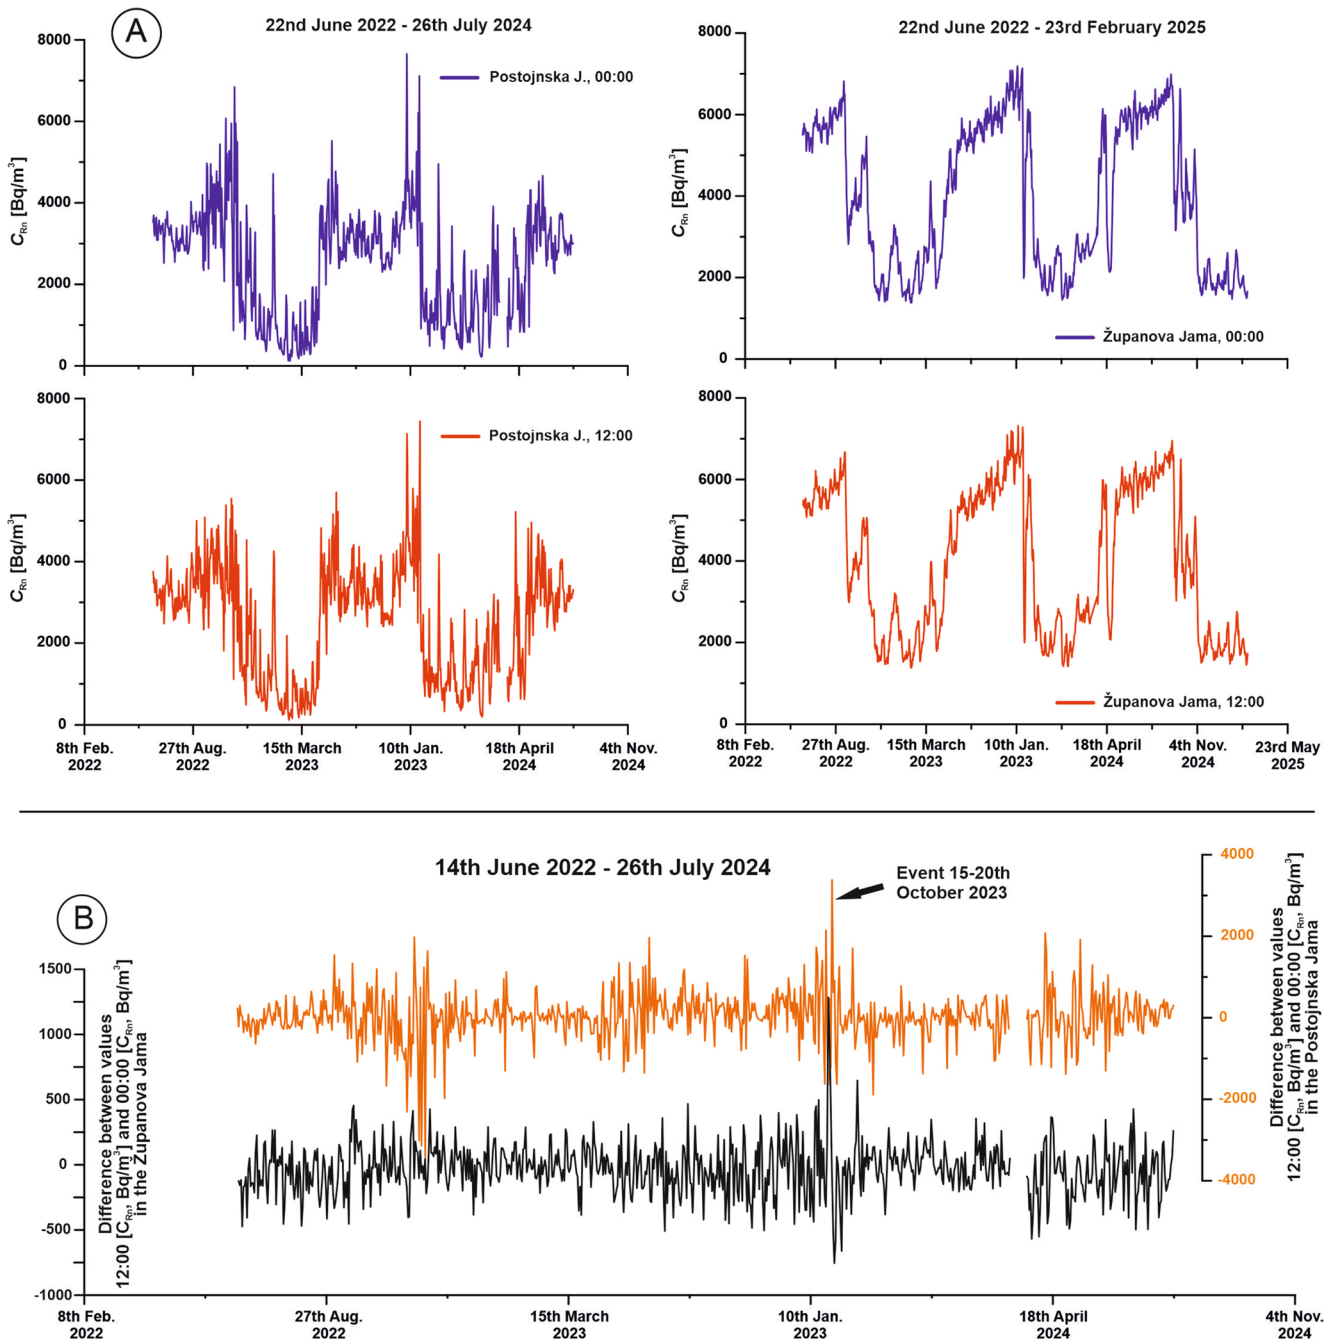 A
22nd June 2022 - 26th July 2024
8000
6000
4000
2000
0
C_Rn [Bq/m³]
Postojnska J., 00:00
22nd June 2022 - 23rd February 2025
8000
6000
4000
2000
0
C_Rn [Bq/m³]
Županova Jama, 00:00
8000
6000
4000
2000
0
C_Rn [Bq/m³]
Postojnska J., 12:00
8th Feb. 27th Aug. 15th March 10th Jan. 18th April 4th Nov.
2022 2022 2023 2023 2024 2024
8000
6000
4000
2000
0
C_Rn [Bq/m³]
Županova Jama, 12:00
8th Feb. 27th Aug. 15th March 10th Jan. 18th April 4th Nov. 23rd May
2022 2022 2023 2023 2024 2024 2025
B
14th June 2022 - 26th July 2024
Event 15-20th
October 2023
1500
1000
500
0
-500
-1000
Difference between values
12:00 [C_Rn, Bq/m³] and 00:00 [C_Rn, Bq/m³]
in the Županova Jama
4000
2000
0
-2000
-4000
Difference between values
12:00 [C_Rn, Bq/m³] and 00:00 [C_Rn, Bq/m³]
in the Postojnska Jama
8th Feb. 27th Aug. 15th March 10th Jan. 18th April 4th Nov.
2022 2022 2023 2023 2024 2024